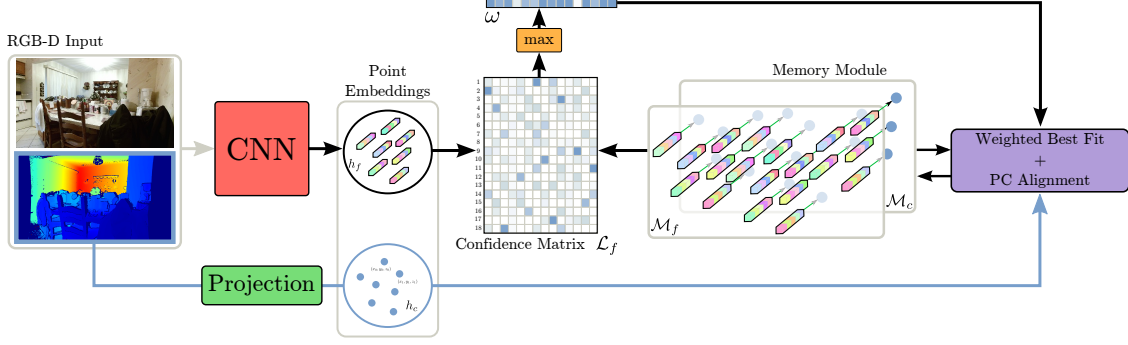 ω
max
RGB-D Input
Point
Embeddings
Memory Module
CNN
h_f
1
2
3
4
5
6
7
8
9
10
11
12
13
14
15
16
17
18
Weighted Best Fit
+
PC Alignment
ℳ_f
ℳ_c
Confidence Matrix ℒ_f
Projection
h_c